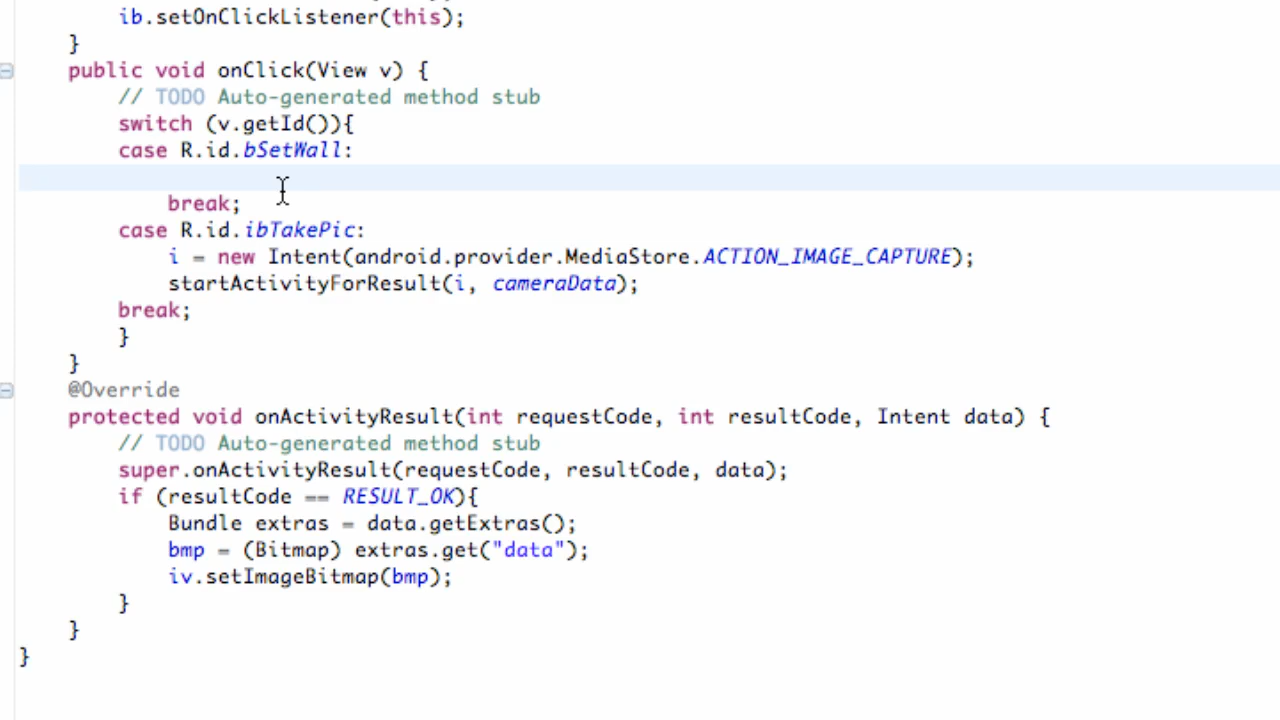 ib.setOnClickListener(this);
}
public void onClick(View v) {
// TODO Auto-generated method stub
switch (v.getId()){
case R.id.bSetWall:
break;
case R.id.ibTakePic:
i = new Intent(android.provider.MediaStore.ACTION_IMAGE_CAPTURE);
startActivityForResult(i, cameraData);
break;
}
}
@Override
protected void onActivityResult(int requestCode, int resultCode, Intent data) {
// TODO Auto-generated method stub
super.onActivityResult(requestCode, resultCode, data);
if (resultCode == RESULT_OK){
Bundle extras = data.getExtras();
bmp = (Bitmap) extras.get("data");
iv.setImageBitmap(bmp);
}
}
}